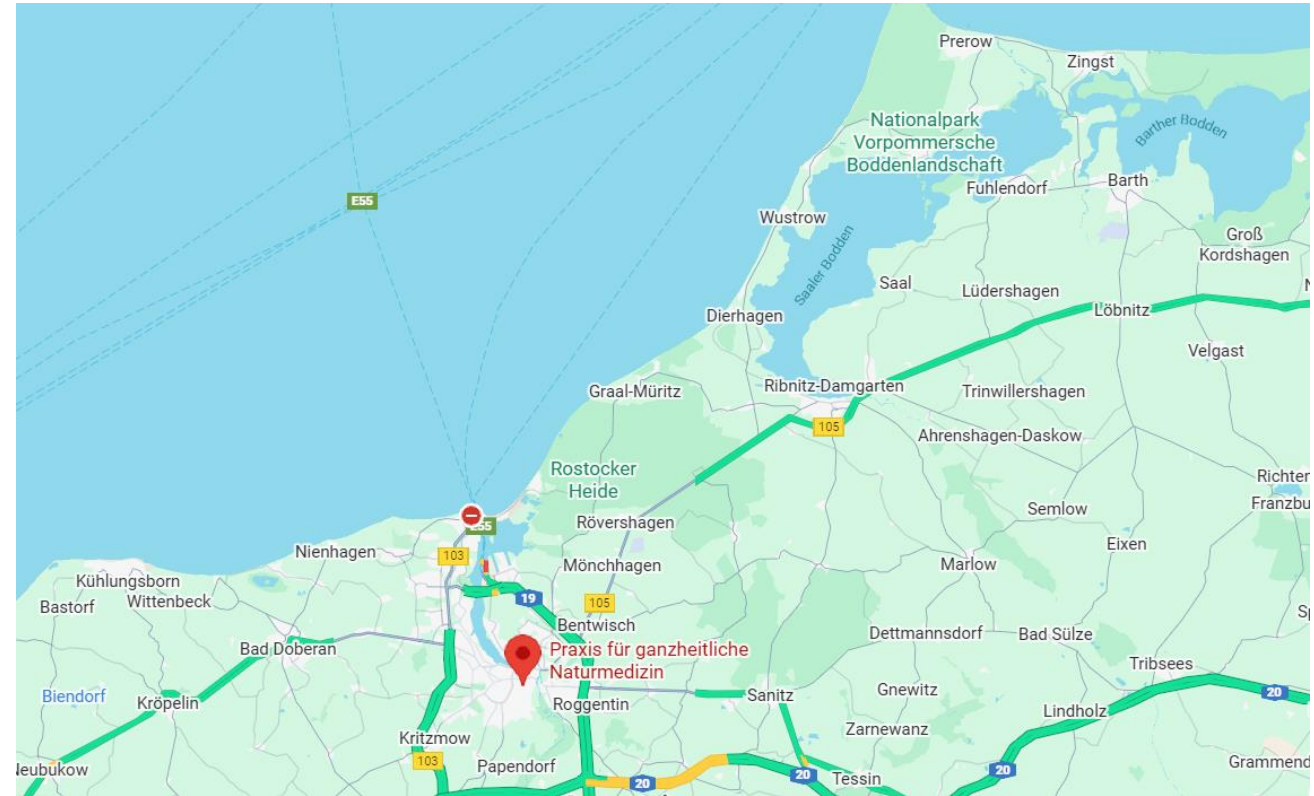 Prerow
Zingst
Nationalpark
Vorpommersche
Boddenlandschaft
Barther Bodden
E55
Fuhlendorf
Barth
Wustrow
Groß
Kordshagen
Saaler Bodden
Saal
Lüdershagen
Dierhagen
Löbnitz
Velgast
Graal-Müritz
Ribnitz-Damgarten
Trinwillershagen
105
Ahrenshagen-Daskow
Rostocker
Heide
Richter
Franzbu
Semlow
E55
Rövershagen
Nienhagen
103
Mönchhagen
Marlow
Eixen
Kühlungsborn
Wittenbeck
Bastorf
19
105
Bentwisch
Dettmannsdorf
Bad Sülze
Bad Doberan
Praxis für ganzheitliche
Naturmedizin
Tribsees
Biendorf
Kröpelin
Roggentin
Sanitz
Gnewitz
20
Lindholz
Kritzmow
Zarnewanz
103
Papendorf
Grammend
Neubukow
20
20
Tessin
20